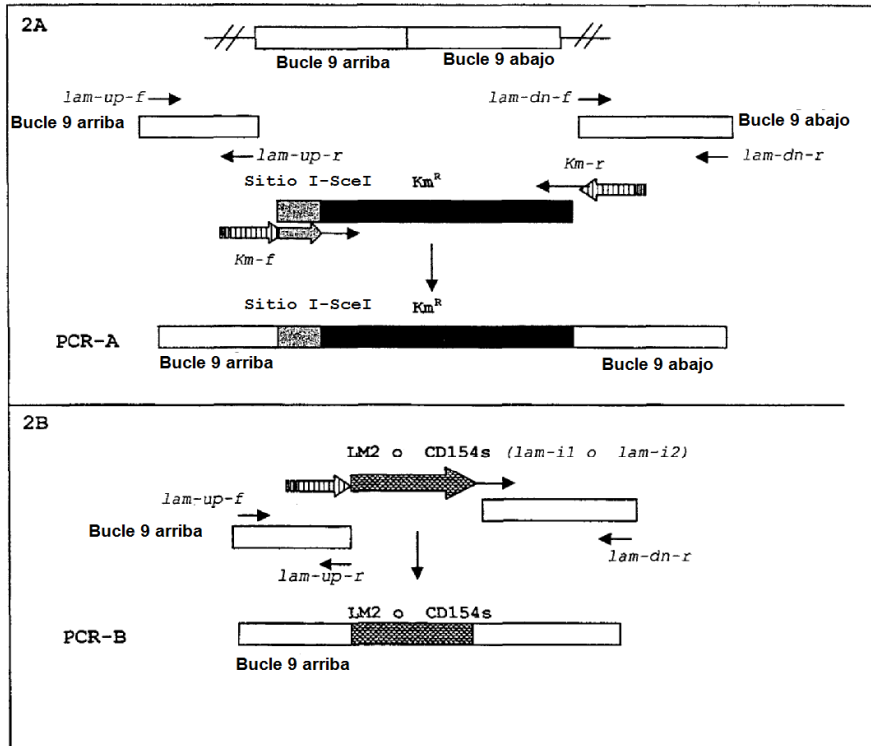 2A
Bucle 9 arriba Bucle 9 abajo
lam-up-f lam-dn-f
Bucle 9 arriba Bucle 9 abajo
lam-up-r Km-r lam-dn-r
Sitio I-SceI Km^R
Km-f
Sitio I-SceI Km^R
PCR-A
Bucle 9 arriba Bucle 9 abajo
2B
LM2 o CD154s (lam-i1 o lam-i2)
lam-up-f
Bucle 9 arriba
lam-up-r lam-dn-r
LM2 o CD154s
PCR-B
Bucle 9 arriba